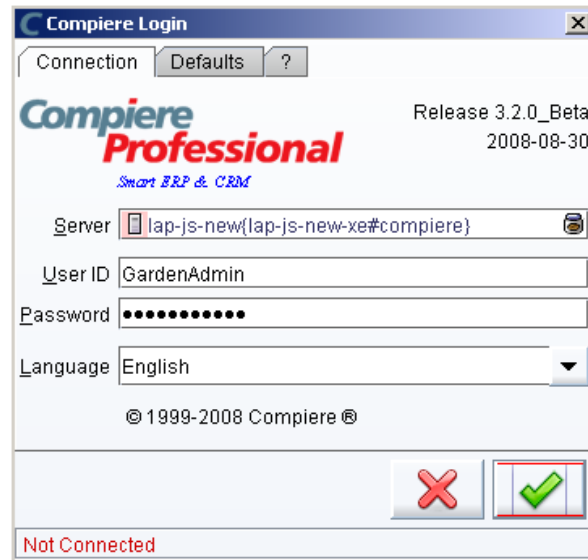 Compiere Login
Connection Defaults ?
Compiere Release 3.2.0_Beta
Professional 2008-08-30
Smart ERP & CRM
Server lap-js-new{lap-js-new-xe#compiere}
User ID GardenAdmin
Password •••••••••••
Language English
© 1999-2008 Compiere ®
Not Connected